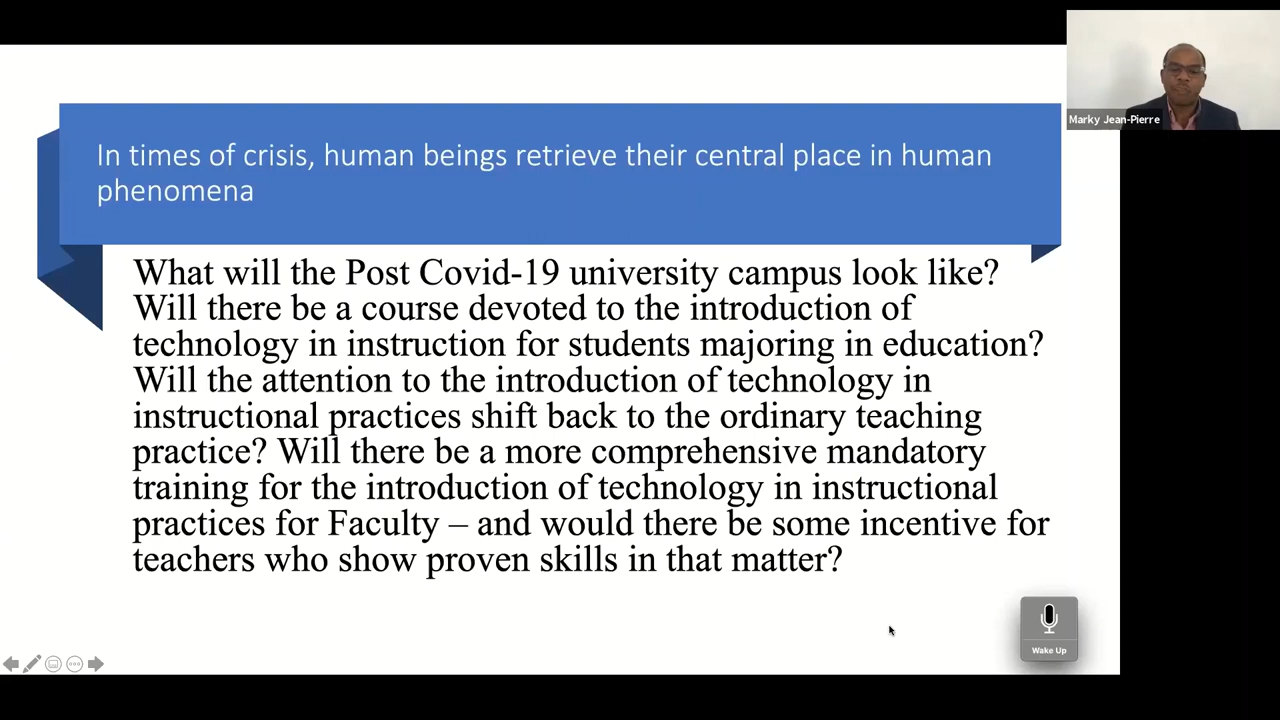 Marky Jean-Pierre
In times of crisis, human beings retrieve their central place in human
phenomena
What will the Post Covid-19 university campus look like?
Will there be a course devoted to the introduction of
technology in instruction for students majoring in education?
Will the attention to the introduction of technology in
instructional practices shift back to the ordinary teaching
practice? Will there be a more comprehensive mandatory
training for the introduction of technology in instructional
practices for Faculty – and would there be some incentive for
teachers who show proven skills in that matter?
Wake Up